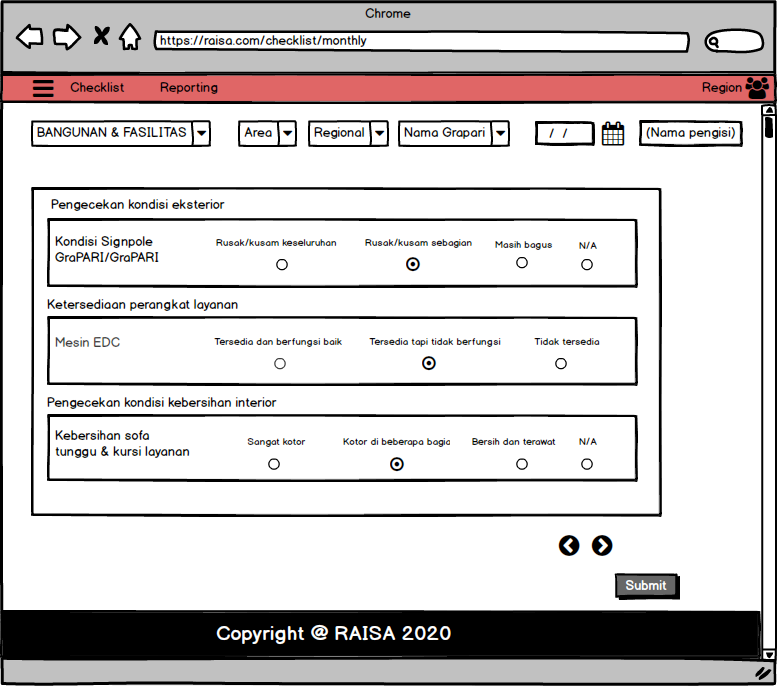 Chrome
https://raisa.com/checklist/monthly
Checklist Reporting Region
BANGUNAN & FASILITAS Area Regional Nama Grapari / / (Nama pengisi)
Pengecekan kondisi eksterior
Kondisi Signpole
GraPARI/GraPARI
Rusak/kusam keseluruhan Rusak/kusam sebagian Masih bagus N/A
Ketersediaan perangkat layanan
Mesin EDC Tersedia dan berfungsi baik Tersedia tapi tidak berfungsi Tidak tersedia
Pengecekan kondisi kebersihan interior
Kebersihan sofa
tunggu & kursi layanan
Sangat kotor Kotor di beberapa bagic Bersih dan terawat N/A
Submit
Copyright @ RAISA 2020